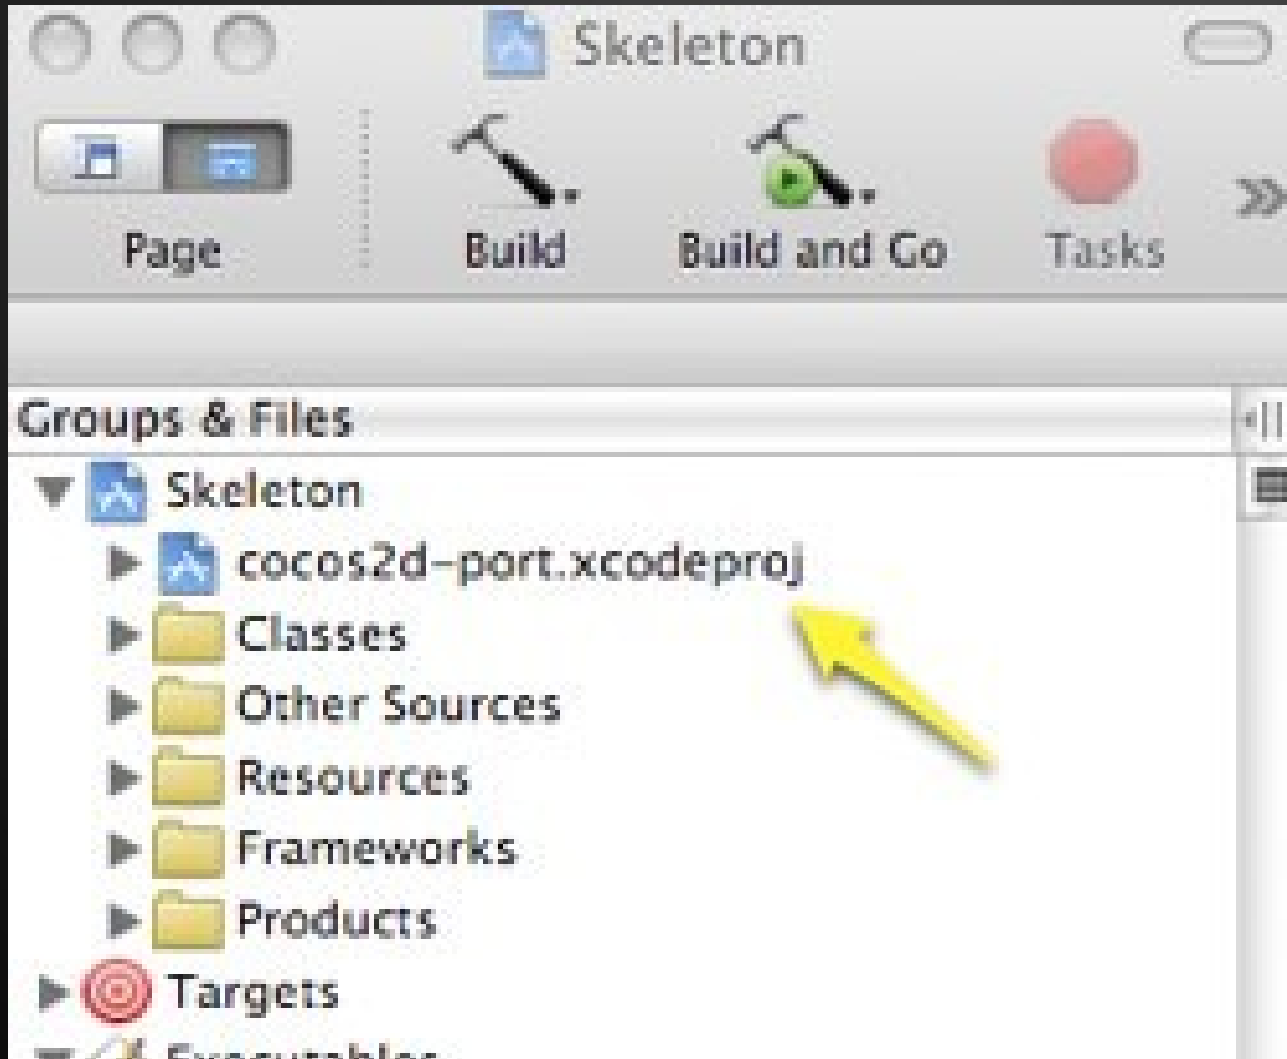 Skeleton
Page Build Build and Go Tasks
Groups & Files
Skeleton
cocos2d-port.xcodeproj
Classes
Other Sources
Resources
Frameworks
Products
Targets
Executables